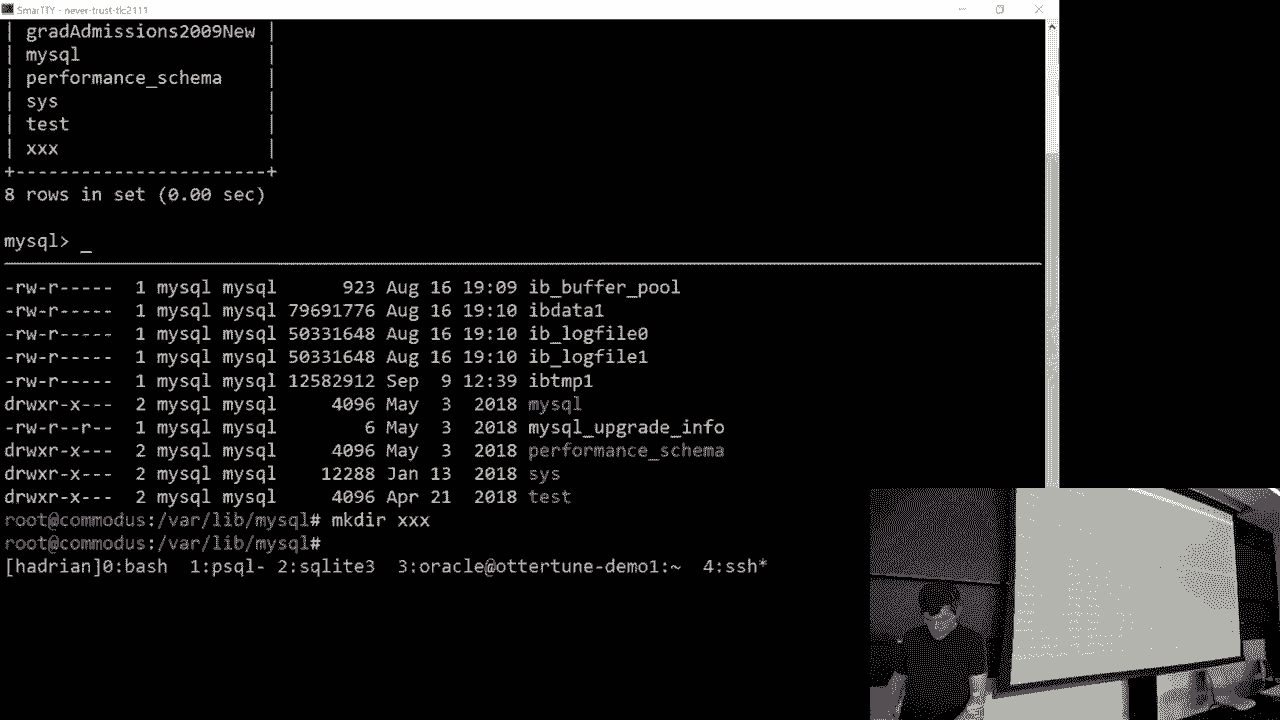 SmarTTY - never-trust-tlc2111
| gradAdmissions2009New |
| mysql |
| performance_schema |
| sys |
| test |
| xxx |
+-----------------------+
8 rows in set (0.00 sec)
mysql> _
-rw-r----- 1 mysql mysql 923 Aug 16 19:09 ib_buffer_pool
-rw-r----- 1 mysql mysql 79691776 Aug 16 19:10 ibdata1
-rw-r----- 1 mysql mysql 50331648 Aug 16 19:10 ib_logfile0
-rw-r----- 1 mysql mysql 50331648 Aug 16 19:10 ib_logfile1
-rw-r----- 1 mysql mysql 12582912 Sep 9 12:39 ibtmp1
drwxr-x--- 2 mysql mysql 4096 May 3 2018 mysql
-rw-r--r-- 1 mysql mysql 6 May 3 2018 mysql_upgrade_info
drwxr-x--- 2 mysql mysql 4096 May 3 2018 performance_schema
drwxr-x--- 2 mysql mysql 12288 Jan 13 2018 sys
drwxr-x--- 2 mysql mysql 4096 Apr 21 2018 test
root@commodus:/var/lib/mysql# mkdir xxx
root@commodus:/var/lib/mysql#
[hadrian]0:bash 1:psql- 2:sqlite3 3:oracle@ottertune-demo1:~ 4:ssh*